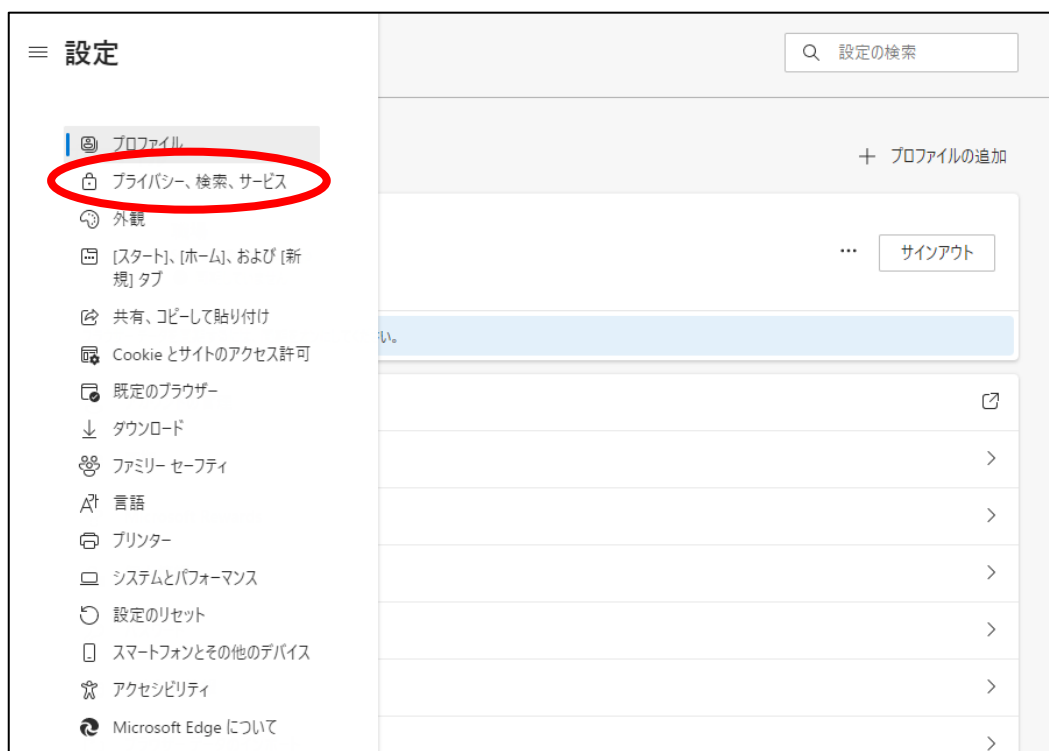 設定
設定の検索
プロファイル
プロファイルの追加
プライバシー、検索、サービス
外観
[スタート]、[ホーム]、および [新
規] タブ
サインアウト
共有、コピーして貼り付け
い。
Cookie とサイトのアクセス許可
既定のブラウザー
ダウンロード
ファミリー セーフティ
言語
プリンター
システムとパフォーマンス
設定のリセット
スマートフォンとその他のデバイス
アクセシビリティ
Microsoft Edge について